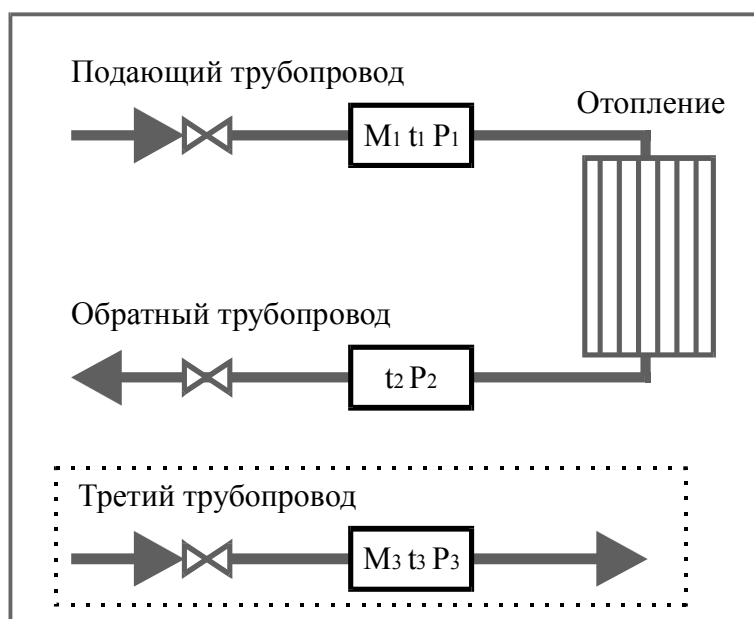 Подающий трубопровод
Отопление
M1 t1 P1
Обратный трубопровод
t2 P2
Третий трубопровод
M3 t3 P3